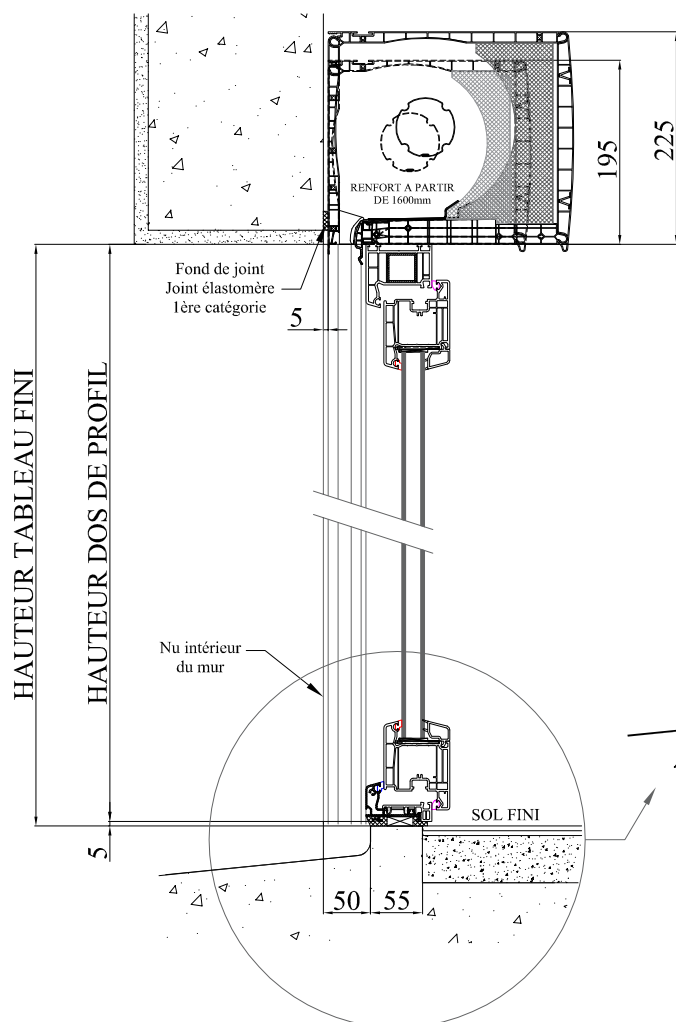 RENFORT A PARTIR
DE 1600mm
195
225
Fond de joint
Joint élastomère
1ère catégorie
5
HAUTEUR TABLEAU FINI
HAUTEUR DOS DE PROFIL
Nu intérieur
du mur
SOL FINI
5
50
55